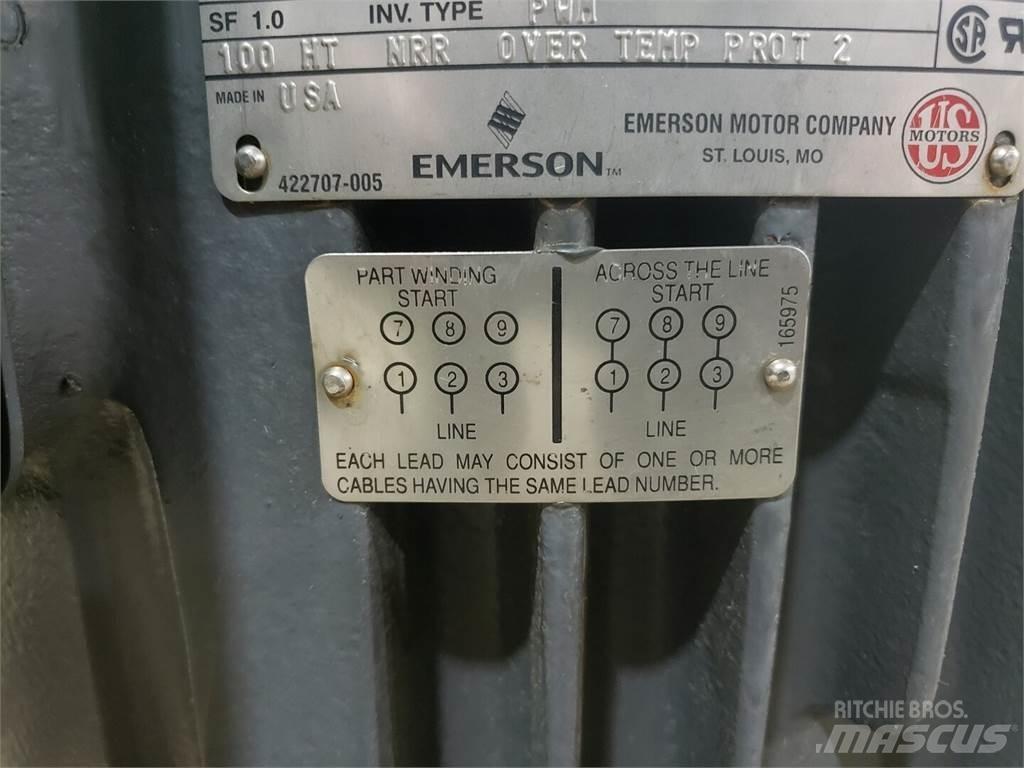 SF 1.0 INV. TYPE PWM
100 HT NRR OVER TEMP PROT 2
MADE IN USA
EMERSON MOTOR COMPANY
ST. LOUIS, MO
US
MOTORS
EMERSON TM
422707-005
PART WINDING
START
7 8 9
1 2 3
LINE
ACROSS THE LINE
START
7 8 9
1 2 3
LINE
165975
EACH LEAD MAY CONSIST OF ONE OR MORE
CABLES HAVING THE SAME LEAD NUMBER.
RITCHIE BROS.
MASCUS